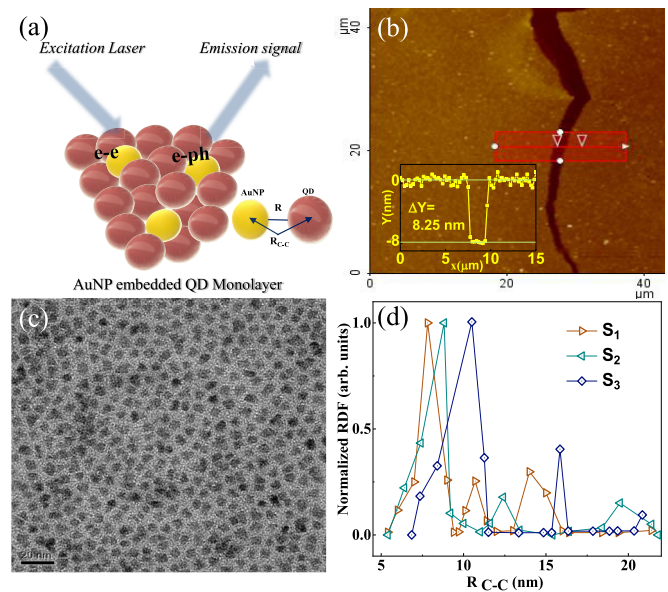 (a)
Excitation Laser
Emission signal
e-e
e-ph
AuNP
QD
R
R C-C
AuNP embedded QD Monolayer
(b)
μm
40
20
0
Y(nm)
0
-8
ΔY=
8.25 nm
0 5 10 15
x(μm)
20 40
μm
(c)
20 nm
(d)
Normalized RDF (arb. units)
1.0
0.5
0.0
S1
S2
S3
5 10 15 20
R C-C (nm)